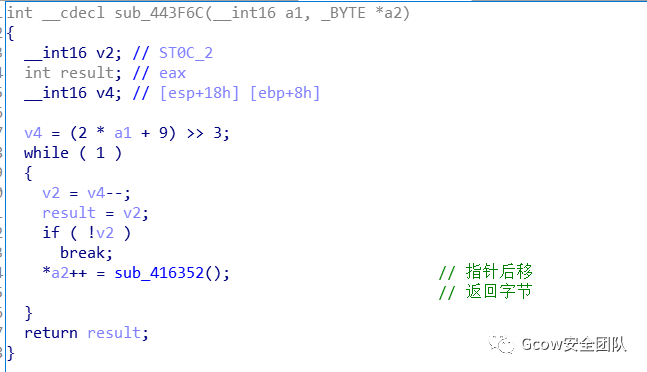 int __cdecl sub_443F6C(__int16 a1, _BYTE *a2)
{
__int16 v2; // ST0C_2
int result; // eax
__int16 v4; // [esp+18h] [ebp+8h]
v4 = (2 * a1 + 9) >> 3;
while ( 1 )
{
v2 = v4--;
result = v2;
if ( !v2 )
break;
*a2++ = sub_416352(); // 指针后移
// 返回字节
}
return result;
}
Gcow安全团队